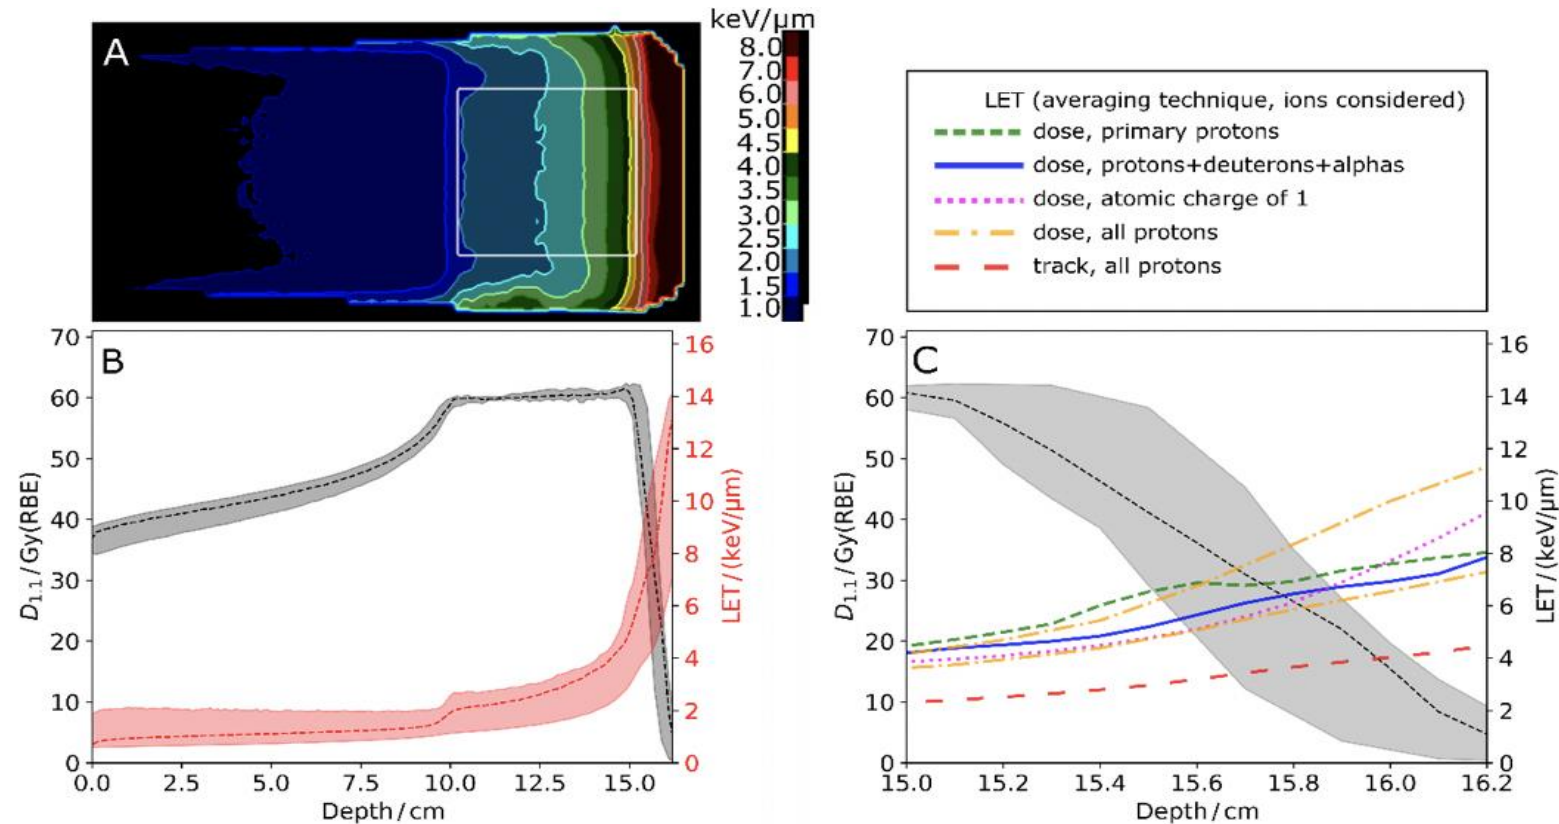 A
keV/μm
8.0
7.0
6.0
5.0
4.5
4.0
3.5
3.0
2.5
2.0
1.5
1.0
LET (averaging technique, ions considered)
dose, primary protons
dose, protons+deuterons+alphas
dose, atomic charge of 1
dose, all protons
track, all protons
B
70
60
50
40
30
20
10
0
D1.1 / Gy(RBE)
0.0 2.5 5.0 7.5 10.0 12.5 15.0
Depth / cm
16
14
12
10
8
6
4
2
0
LET / (keV/μm)
C
70
60
50
40
30
20
10
0
D1.1 / Gy(RBE)
15.0 15.2 15.4 15.6 15.8 16.0 16.2
Depth / cm
16
14
12
10
8
6
4
2
0
LET / (keV/μm)